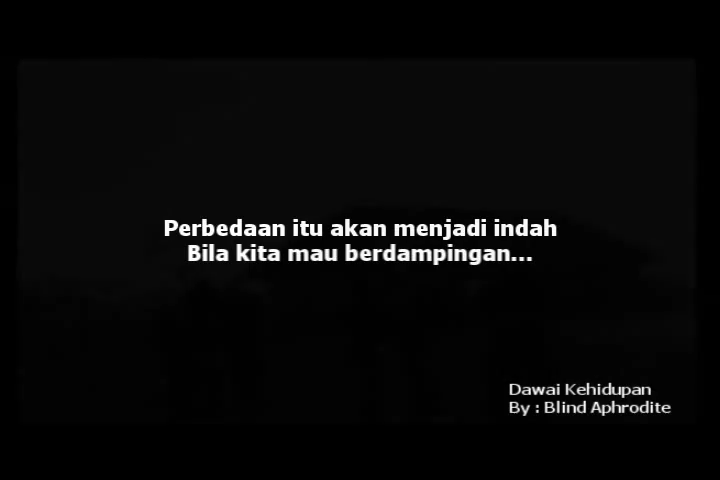 Perbedaan itu akan menjadi indah
Bila kita mau berdampingan...
Dawai Kehidupan
By : Blind Aphrodite